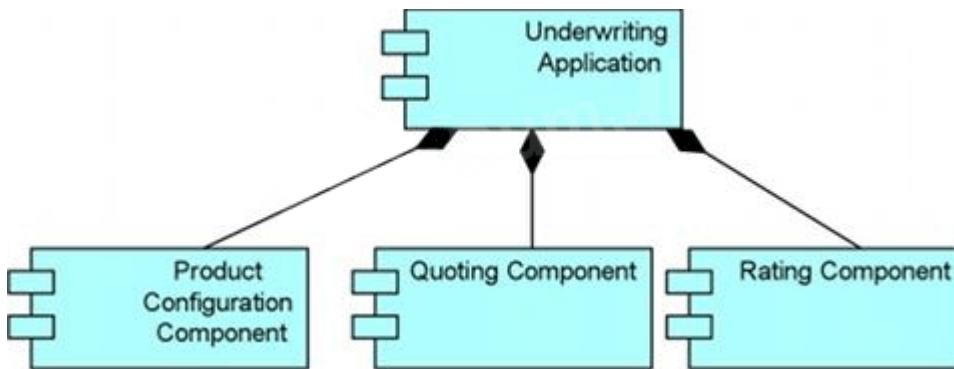 Underwriting
Application
Product
Configuration
Component
Quoting Component
Rating Component